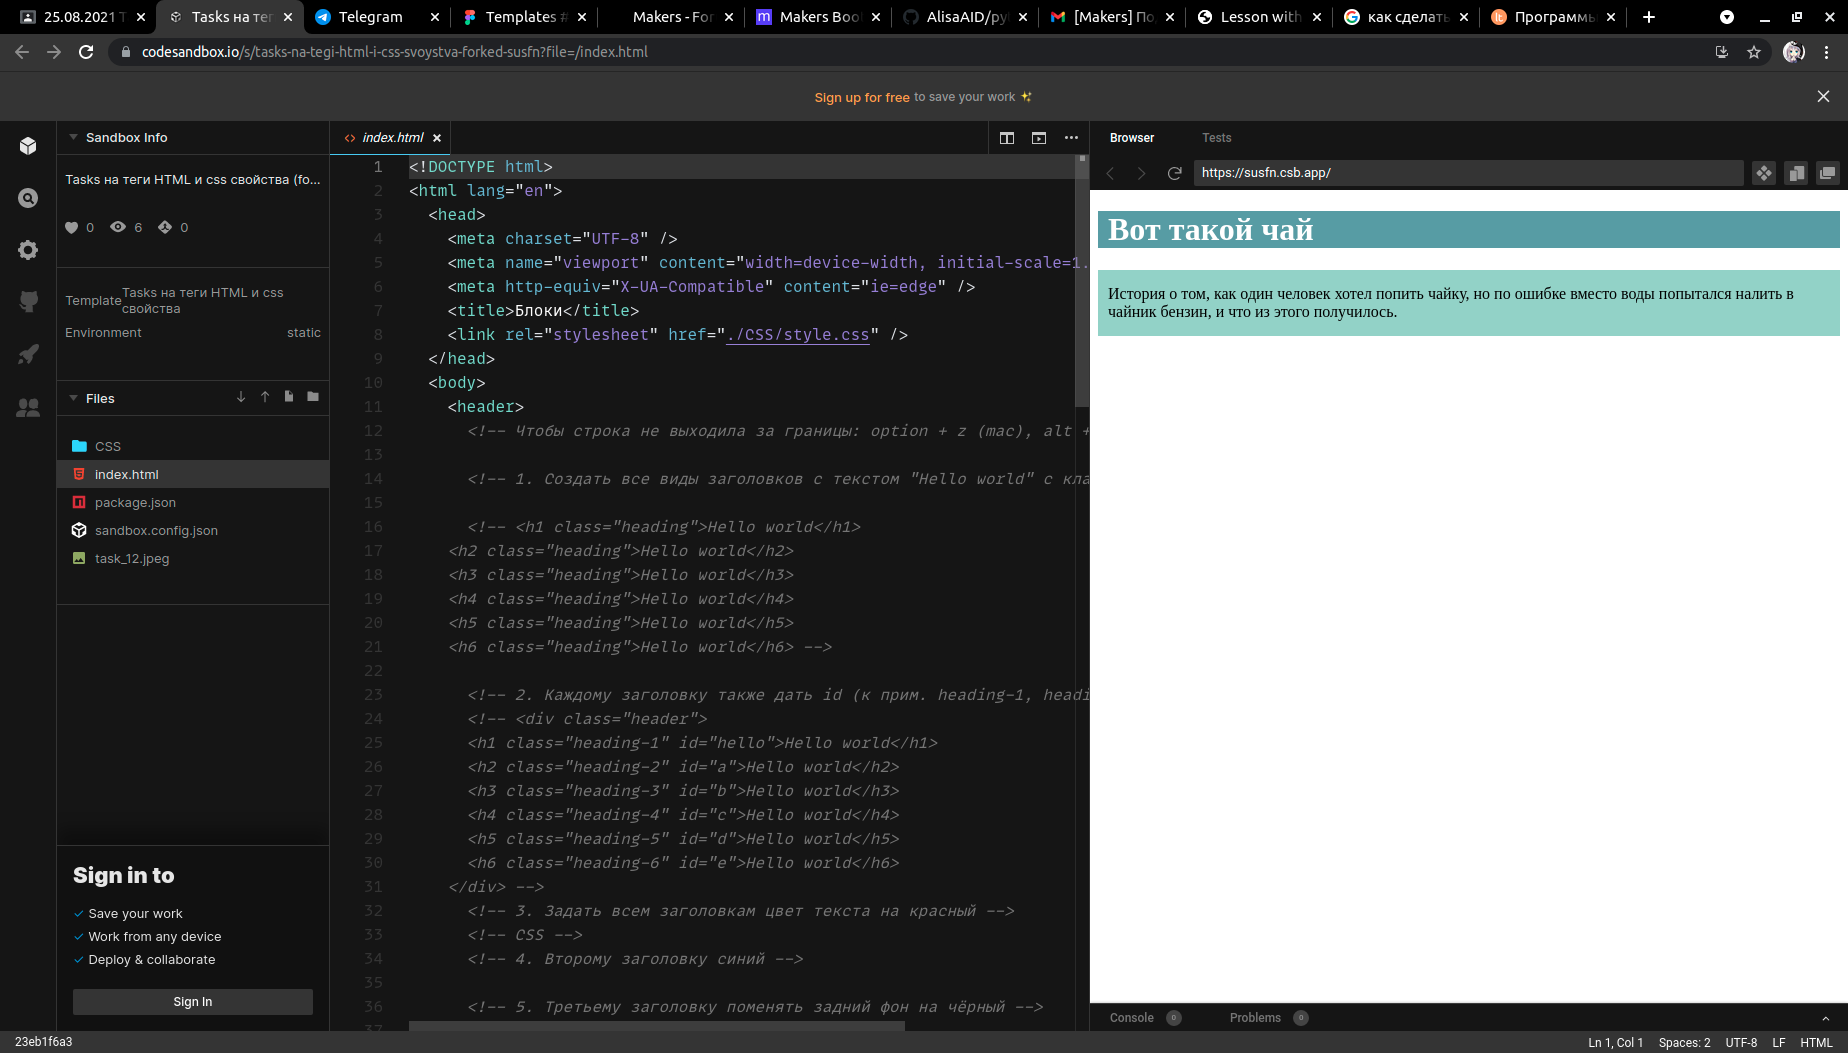 25.08.2021 T
Tasks на тег
Telegram
Templates #
Makers - For
Makers Boo
AlisaAID/py
[Makers] По
Lesson with
как сделать
Программы
codesandbox.io/s/tasks-na-tegi-html-i-css-svoystva-forked-susfn?file=/index.html
Sign up for free to save your work
Sandbox Info
Tasks на теги HTML и css свойства (fo...
0 6 0
Template Tasks на теги HTML и css свойства
Environment static
Files
CSS
index.html
package.json
sandbox.config.json
task_12.jpeg
Sign in to
Save your work
Work from any device
Deploy & collaborate
Sign In
index.html
1 <!DOCTYPE html>
2 <html lang="en">
3 <head>
4 <meta charset="UTF-8" />
5 <meta name="viewport" content="width=device-width, initial-scale=1.
6 <meta http-equiv="X-UA-Compatible" content="ie=edge" />
7 <title>Блоки</title>
8 <link rel="stylesheet" href="./CSS/style.css" />
9 </head>
10 <body>
11 <header>
12 <!-- Чтобы строка не выходила за границы: option + z (mac), alt +
13
14 <!-- 1. Создать все виды заголовков с текстом "Hello world" с кла
15
16 <!-- <h1 class="heading">Hello world</h1>
17 <h2 class="heading">Hello world</h2>
18 <h3 class="heading">Hello world</h3>
19 <h4 class="heading">Hello world</h4>
20 <h5 class="heading">Hello world</h5>
21 <h6 class="heading">Hello world</h6> -->
22
23 <!-- 2. Каждому заголовку также дать id (к прим. heading-1, headi
24 <!-- <div class="header">
25 <h1 class="heading-1" id="hello">Hello world</h1>
26 <h2 class="heading-2" id="a">Hello world</h2>
27 <h3 class="heading-3" id="b">Hello world</h3>
28 <h4 class="heading-4" id="c">Hello world</h4>
29 <h5 class="heading-5" id="d">Hello world</h5>
30 <h6 class="heading-6" id="e">Hello world</h6>
31 </div> -->
32 <!-- 3. Задать всем заголовкам цвет текста на красный -->
33 <!-- CSS -->
34 <!-- 4. Второму заголовку синий -->
35
36 <!-- 5. Третьему заголовку поменять задний фон на чёрный -->
37
Browser Tests
https://susfn.csb.app/
Вот такой чай
История о том, как один человек хотел попить чайку, но по ошибке вместо воды попытался налить в
чайник бензин, и что из этого получилось.
Console 0 Problems 0
23eb1f6a3
Ln 1, Col 1 Spaces: 2 UTF-8 LF HTML